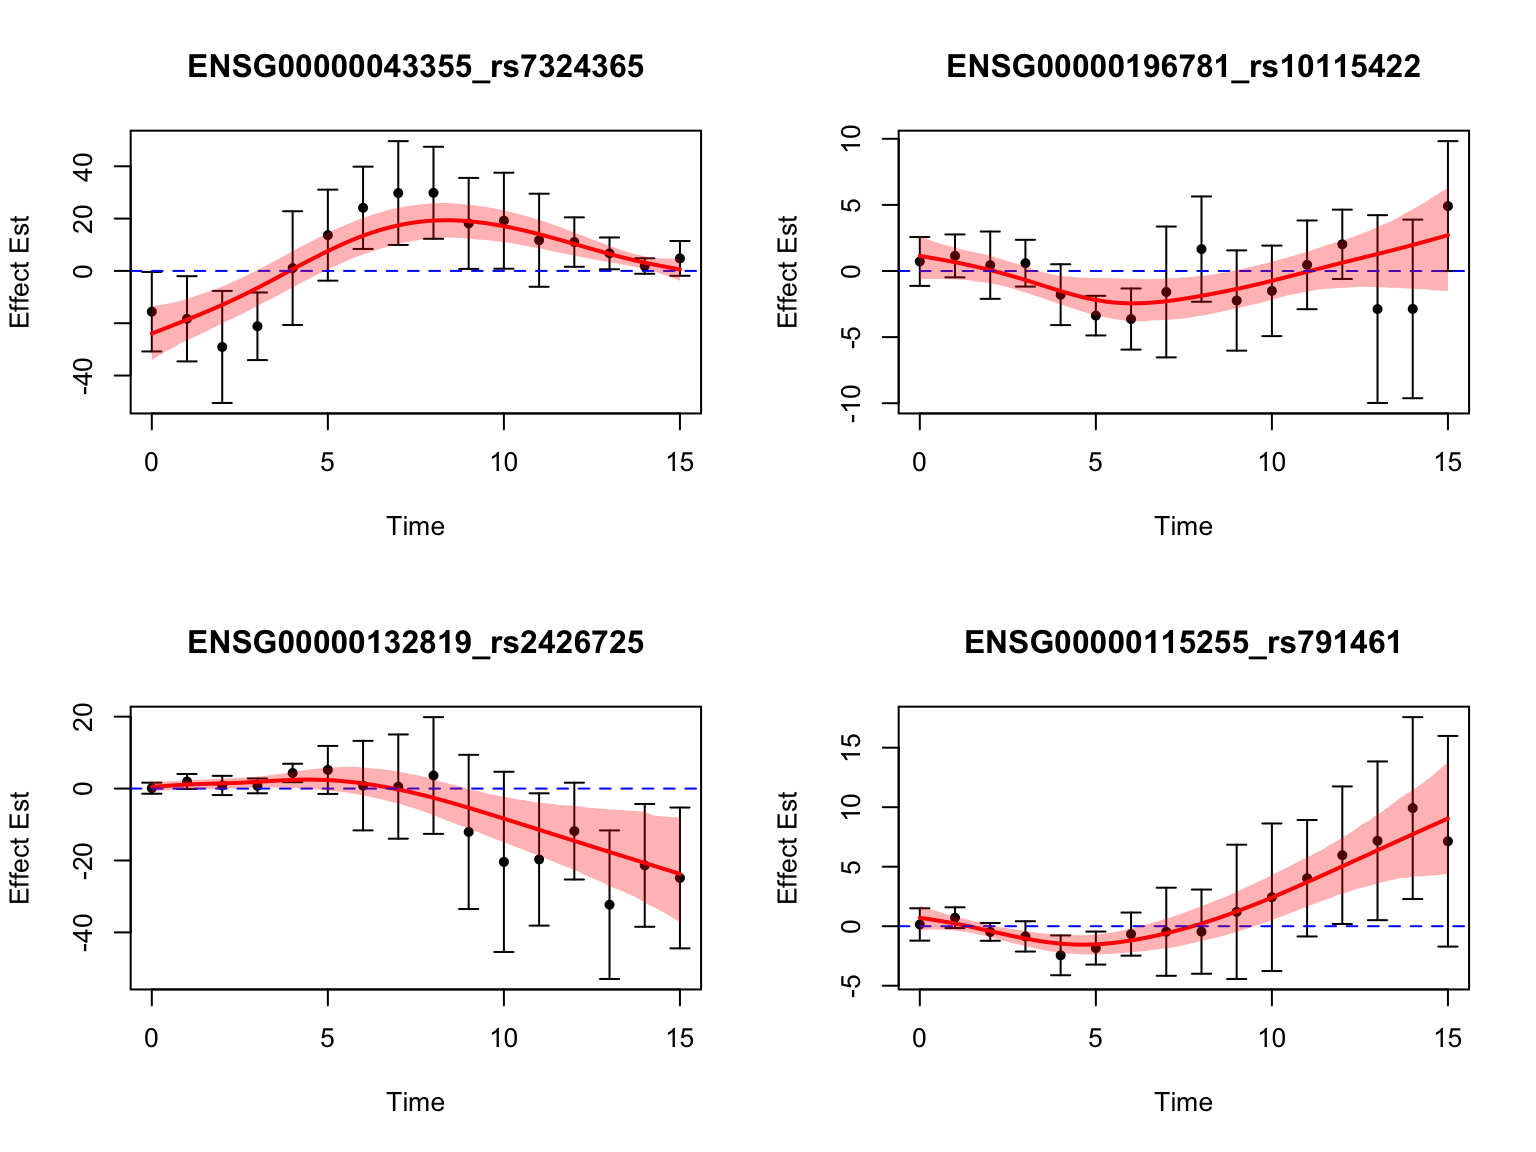 ENSG00000043355_rs7324365
Effect Est
40
20
0
-40
0 5 10 15
Time
ENSG00000196781_rs10115422
Effect Est
10
5
0
-5
-10
0 5 10 15
Time
ENSG00000132819_rs2426725
Effect Est
20
0
-20
-40
0 5 10 15
Time
ENSG00000115255_rs791461
Effect Est
15
10
5
0
-5
0 5 10 15
Time